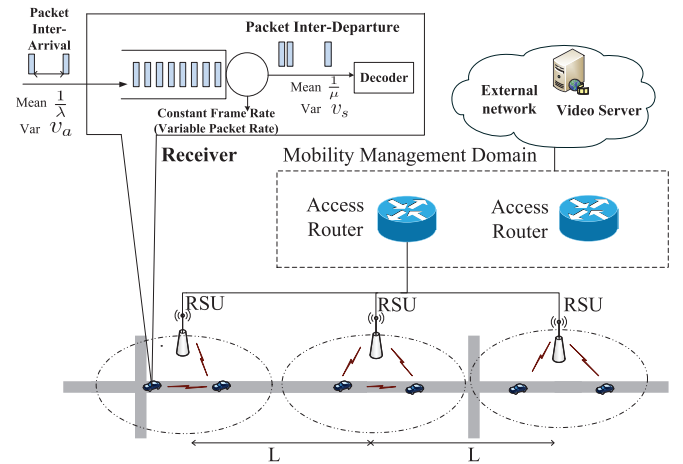 Packet
Inter-
Arrival
Packet Inter-Departure
Mean 1/λ
Var v_a
Mean 1/μ
Var v_s
Decoder
Constant Frame Rate
(Variable Packet Rate)
Receiver
External
network
Video Server
Mobility Management Domain
Access
Router
Access
Router
RSU
RSU
RSU
L
L